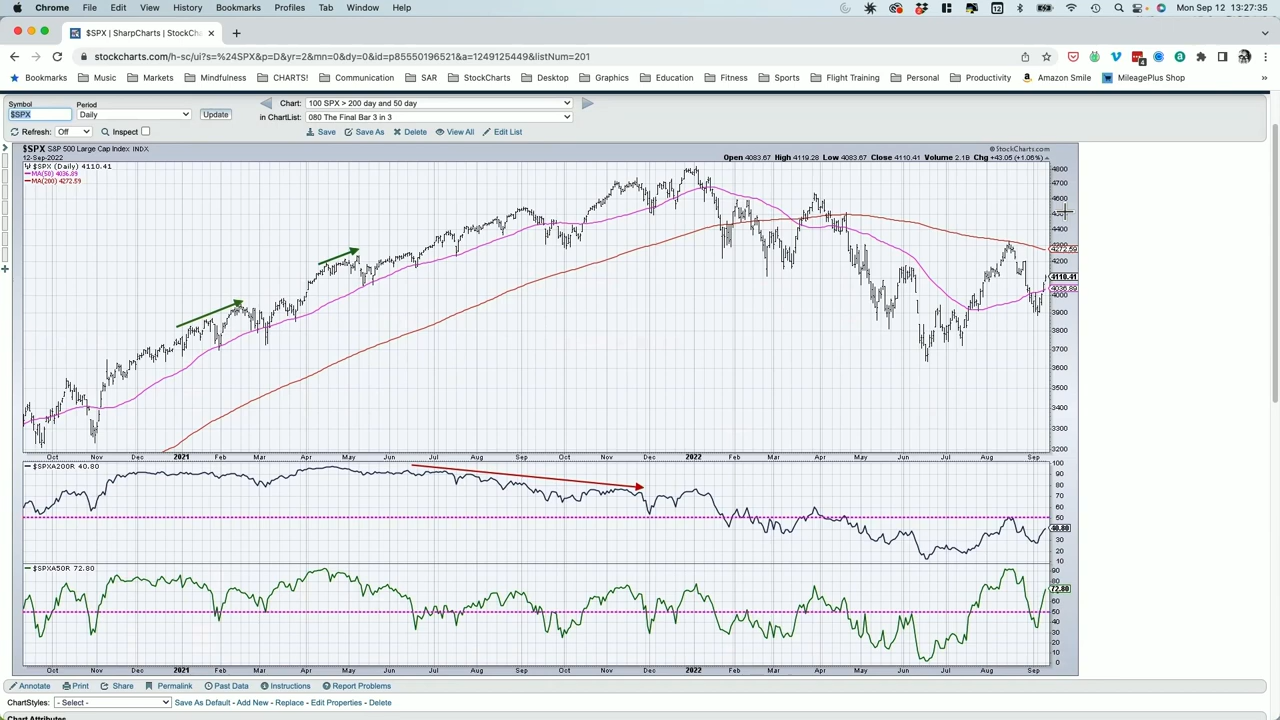 Chrome File Edit View History Bookmarks Profiles Tab Window Help 12 Mon Sep 12 13:27:35
$SPX | SharpCharts | StockCha
stockcharts.com/h-sc/ui?s=%24SPX&p=D&yr=2&mn=0&dy=0&id=p85550196521&a=1249125449&listNum=201
Bookmarks Music Markets Mindfulness CHARTS! Communication SAR StockCharts Desktop Graphics Education Fitness Sports Flight Training Personal Productivity Amazon Smile MileagePlus Shop »
Symbol Period
$SPX Daily Update
Chart: 100 SPX > 200 day and 50 day
in ChartList: 080 The Final Bar 3 in 3
Refresh: Off Inspect
Save Save As Delete View All Edit List
$SPX S&P 500 Large Cap Index INDX © StockCharts.com
12-Sep-2022 Open 4083.67 High 4119.28 Low 4083.67 Close 4110.41 Volume 2.1B Chg +43.05 (+1.06%)
$SPX (Daily) 4110.41
MA(50) 4036.89
MA(200) 4272.59
4800
4700
4600
4500
4400
4300
4272.59
4200
4110.41
4036.89
4000
3900
3800
3700
3600
3500
3400
3300
3200
Oct Nov Dec 2021 Feb Mar Apr May Jun Jul Aug Sep Oct Nov Dec 2022 Feb Mar Apr May Jun Jul Aug Sep
$SPXA200R 40.80
100
90
80
70
60
50
40.80
30
20
10
$SPXA50R 72.80
90
72.80
60
50
40
30
20
10
0
Oct Nov Dec 2021 Feb Mar Apr May Jun Jul Aug Sep Oct Nov Dec 2022 Feb Mar Apr May Jun Jul Aug Sep
Annotate Print Share Permalink Past Data Instructions Report Problems
ChartStyles: - Select - Save As Default - Add New - Replace - Edit Properties - Delete
Chart Attributes